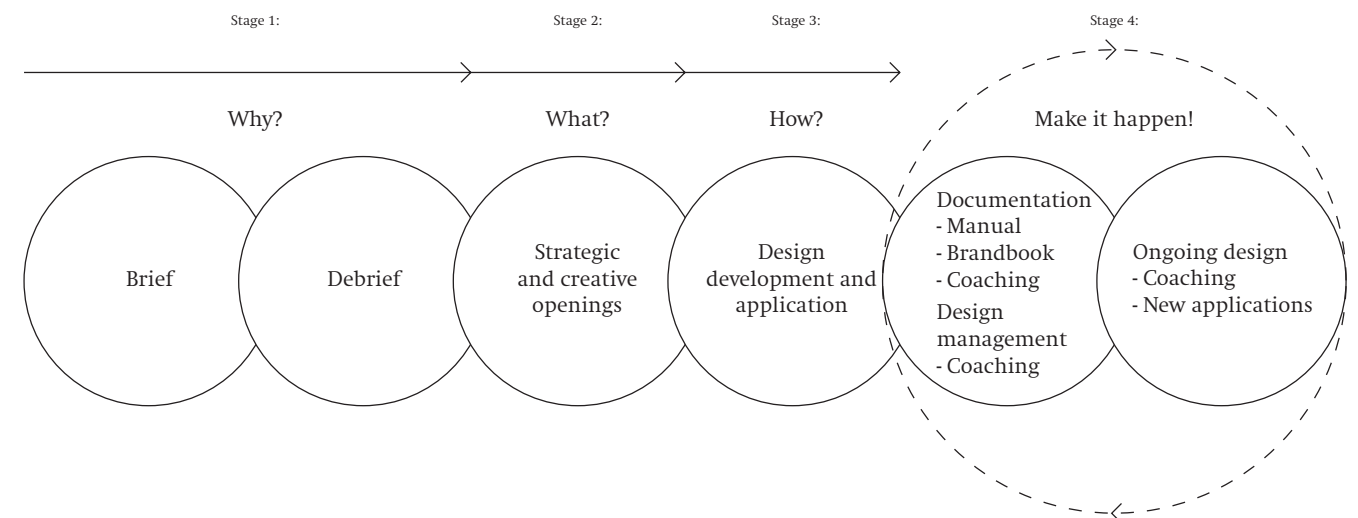 Stage 1:
Stage 2:
Stage 3:
Stage 4:
Why?
What?
How?
Make it happen!
Brief
Debrief
Strategic
and creative
openings
Design
development and
application
Documentation
- Manual
- Brandbook
- Coaching
Design
management
- Coaching
Ongoing design
- Coaching
- New applications